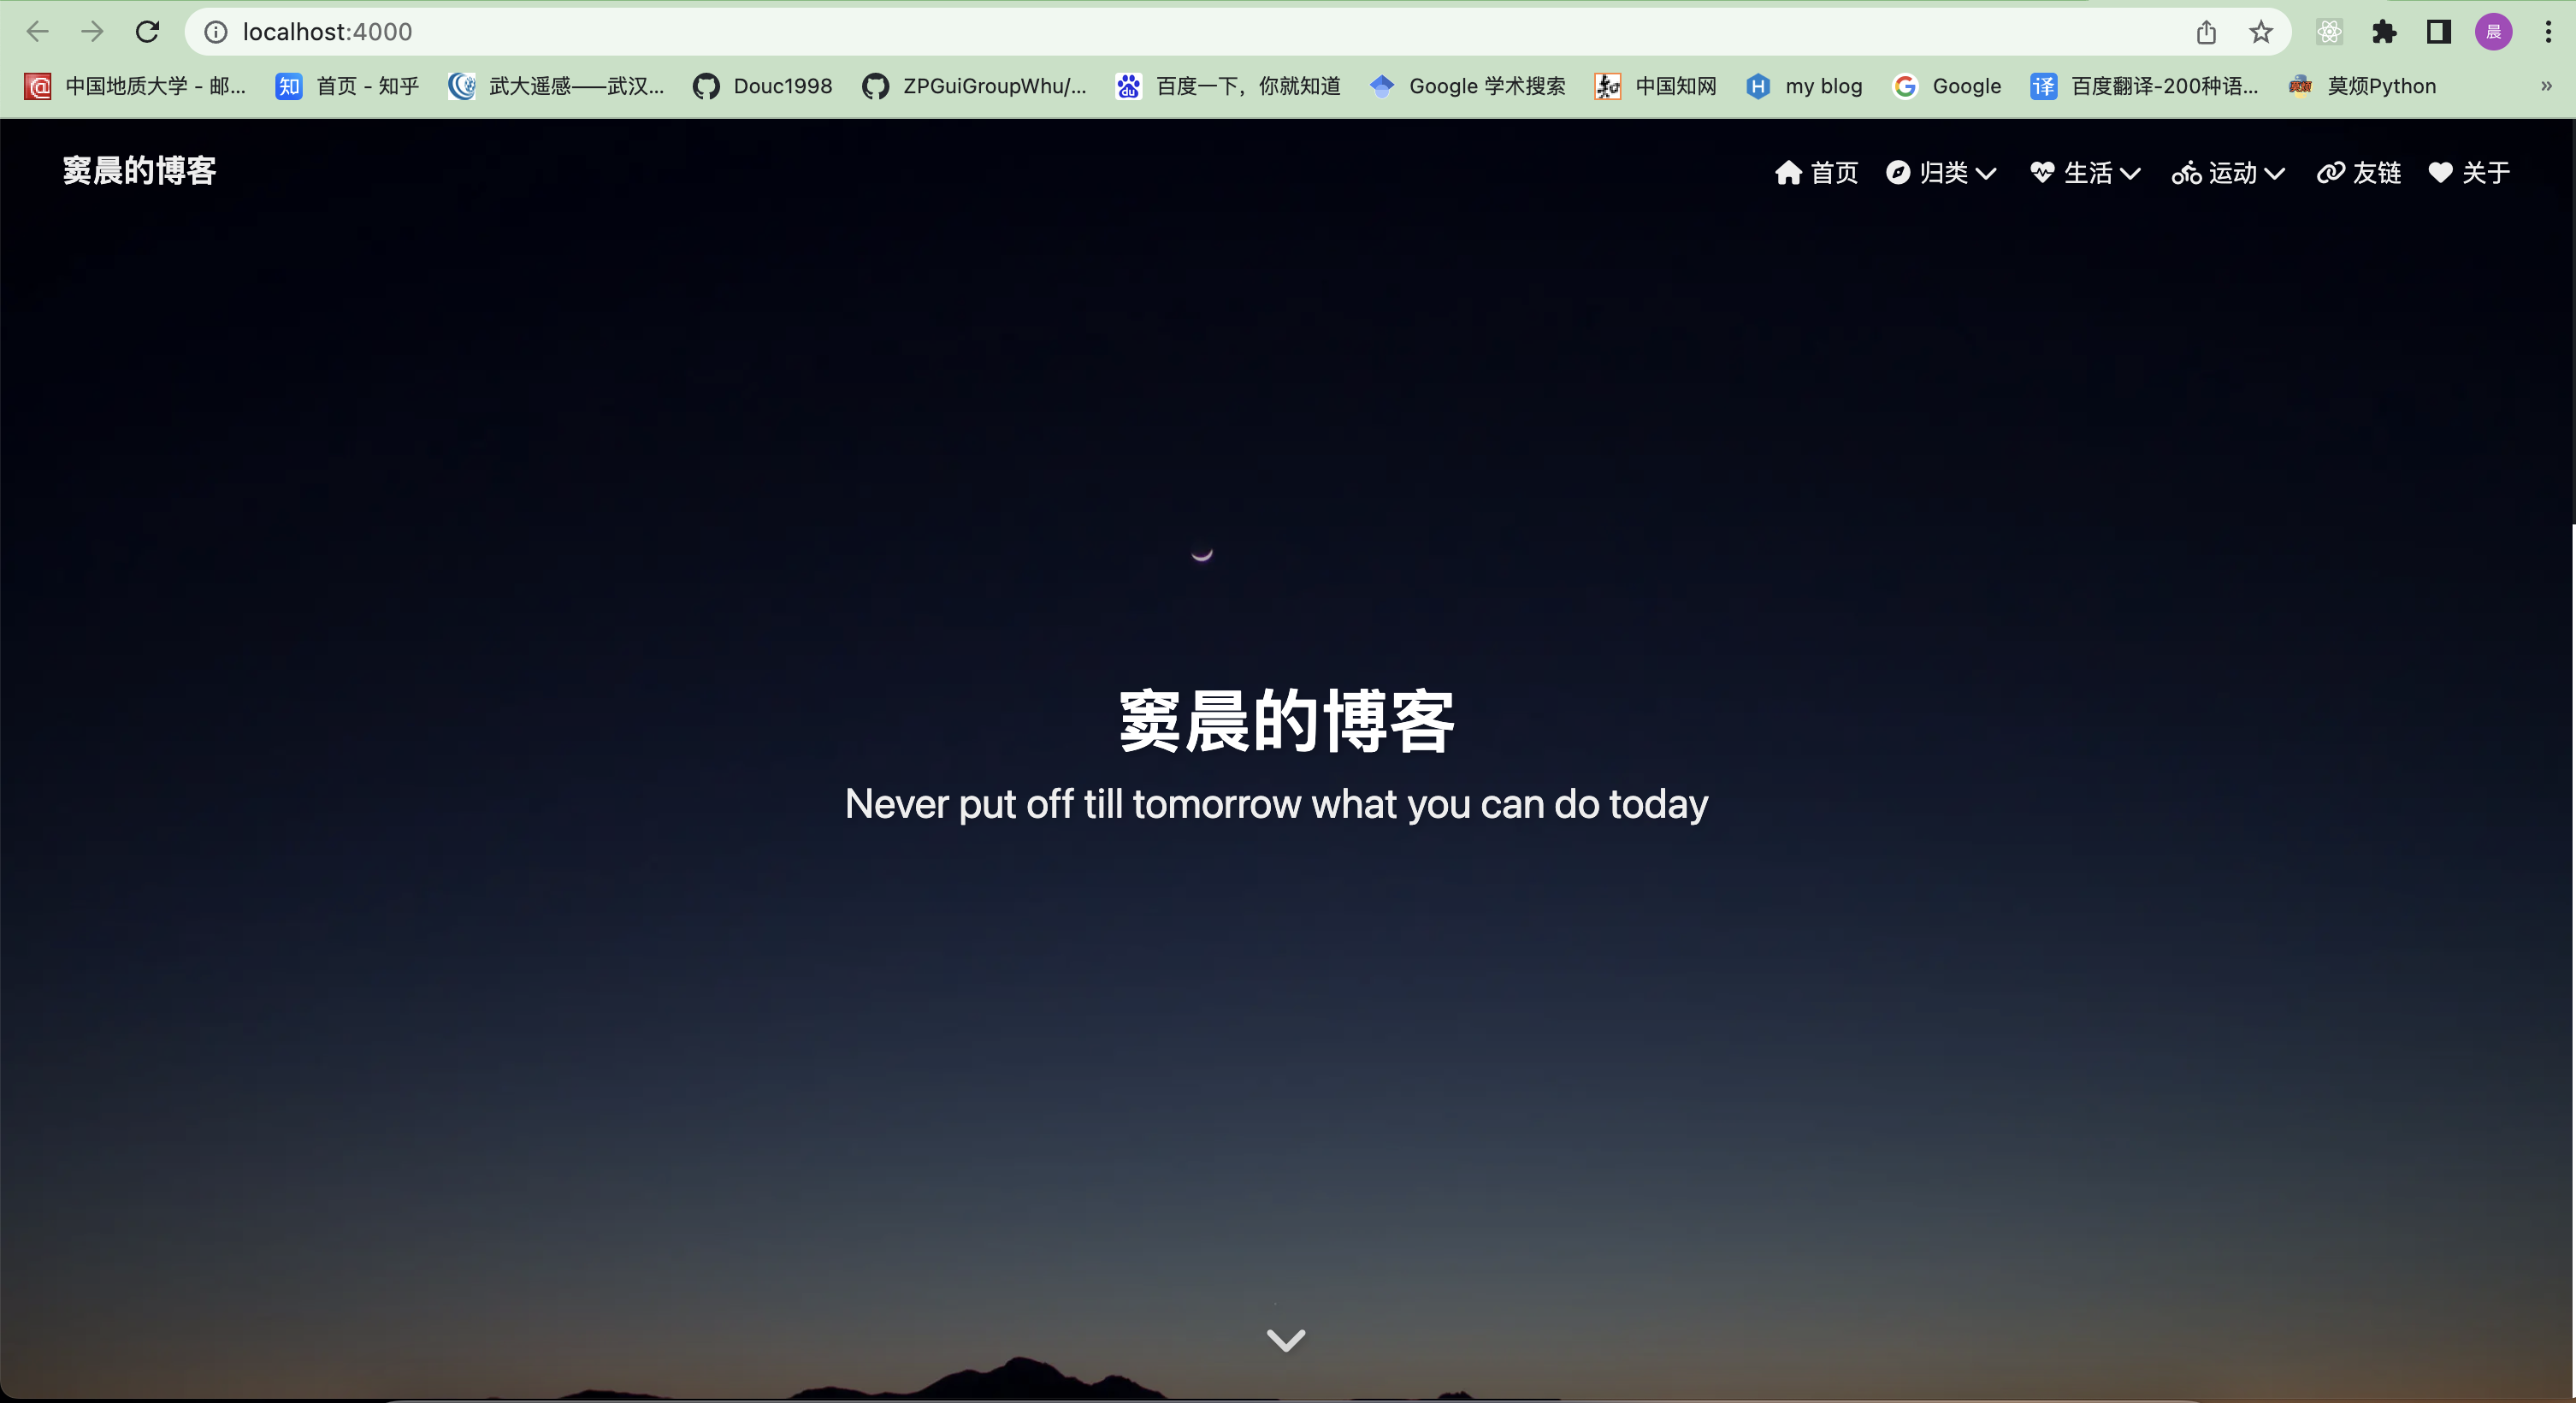 localhost:4000
晨
中国地质大学 - 邮...
知 首页 - 知乎
武大遥感——武汉...
Douc1998
ZPGuiGroupWhu/...
du 百度一下，你就知道
Google 学术搜索
知 中国知网
H my blog
G Google
译 百度翻译-200种语...
莫烦Python
»
窦晨的博客
首页 归类 生活 运动 友链 关于
窦晨的博客
Never put off till tomorrow what you can do today